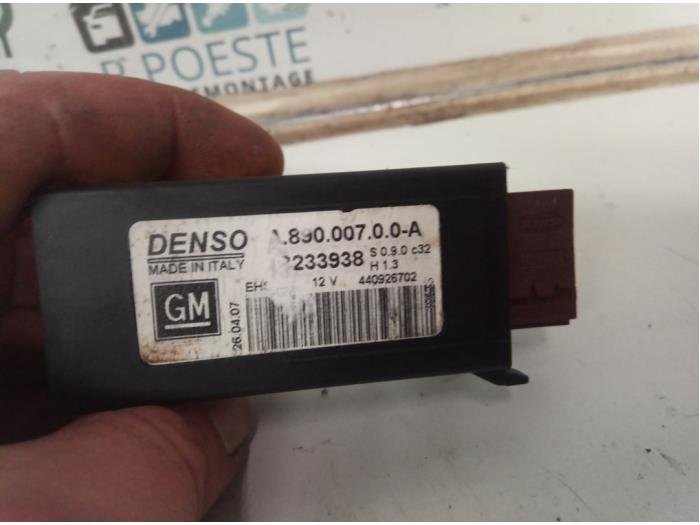 POESTE
MONTAGE
DENSO
MADE IN ITALY
A.890.007.0.0-A
233938
S 0.9.0 c32
H 1.3
12 V
440926702
GM
26.04.07